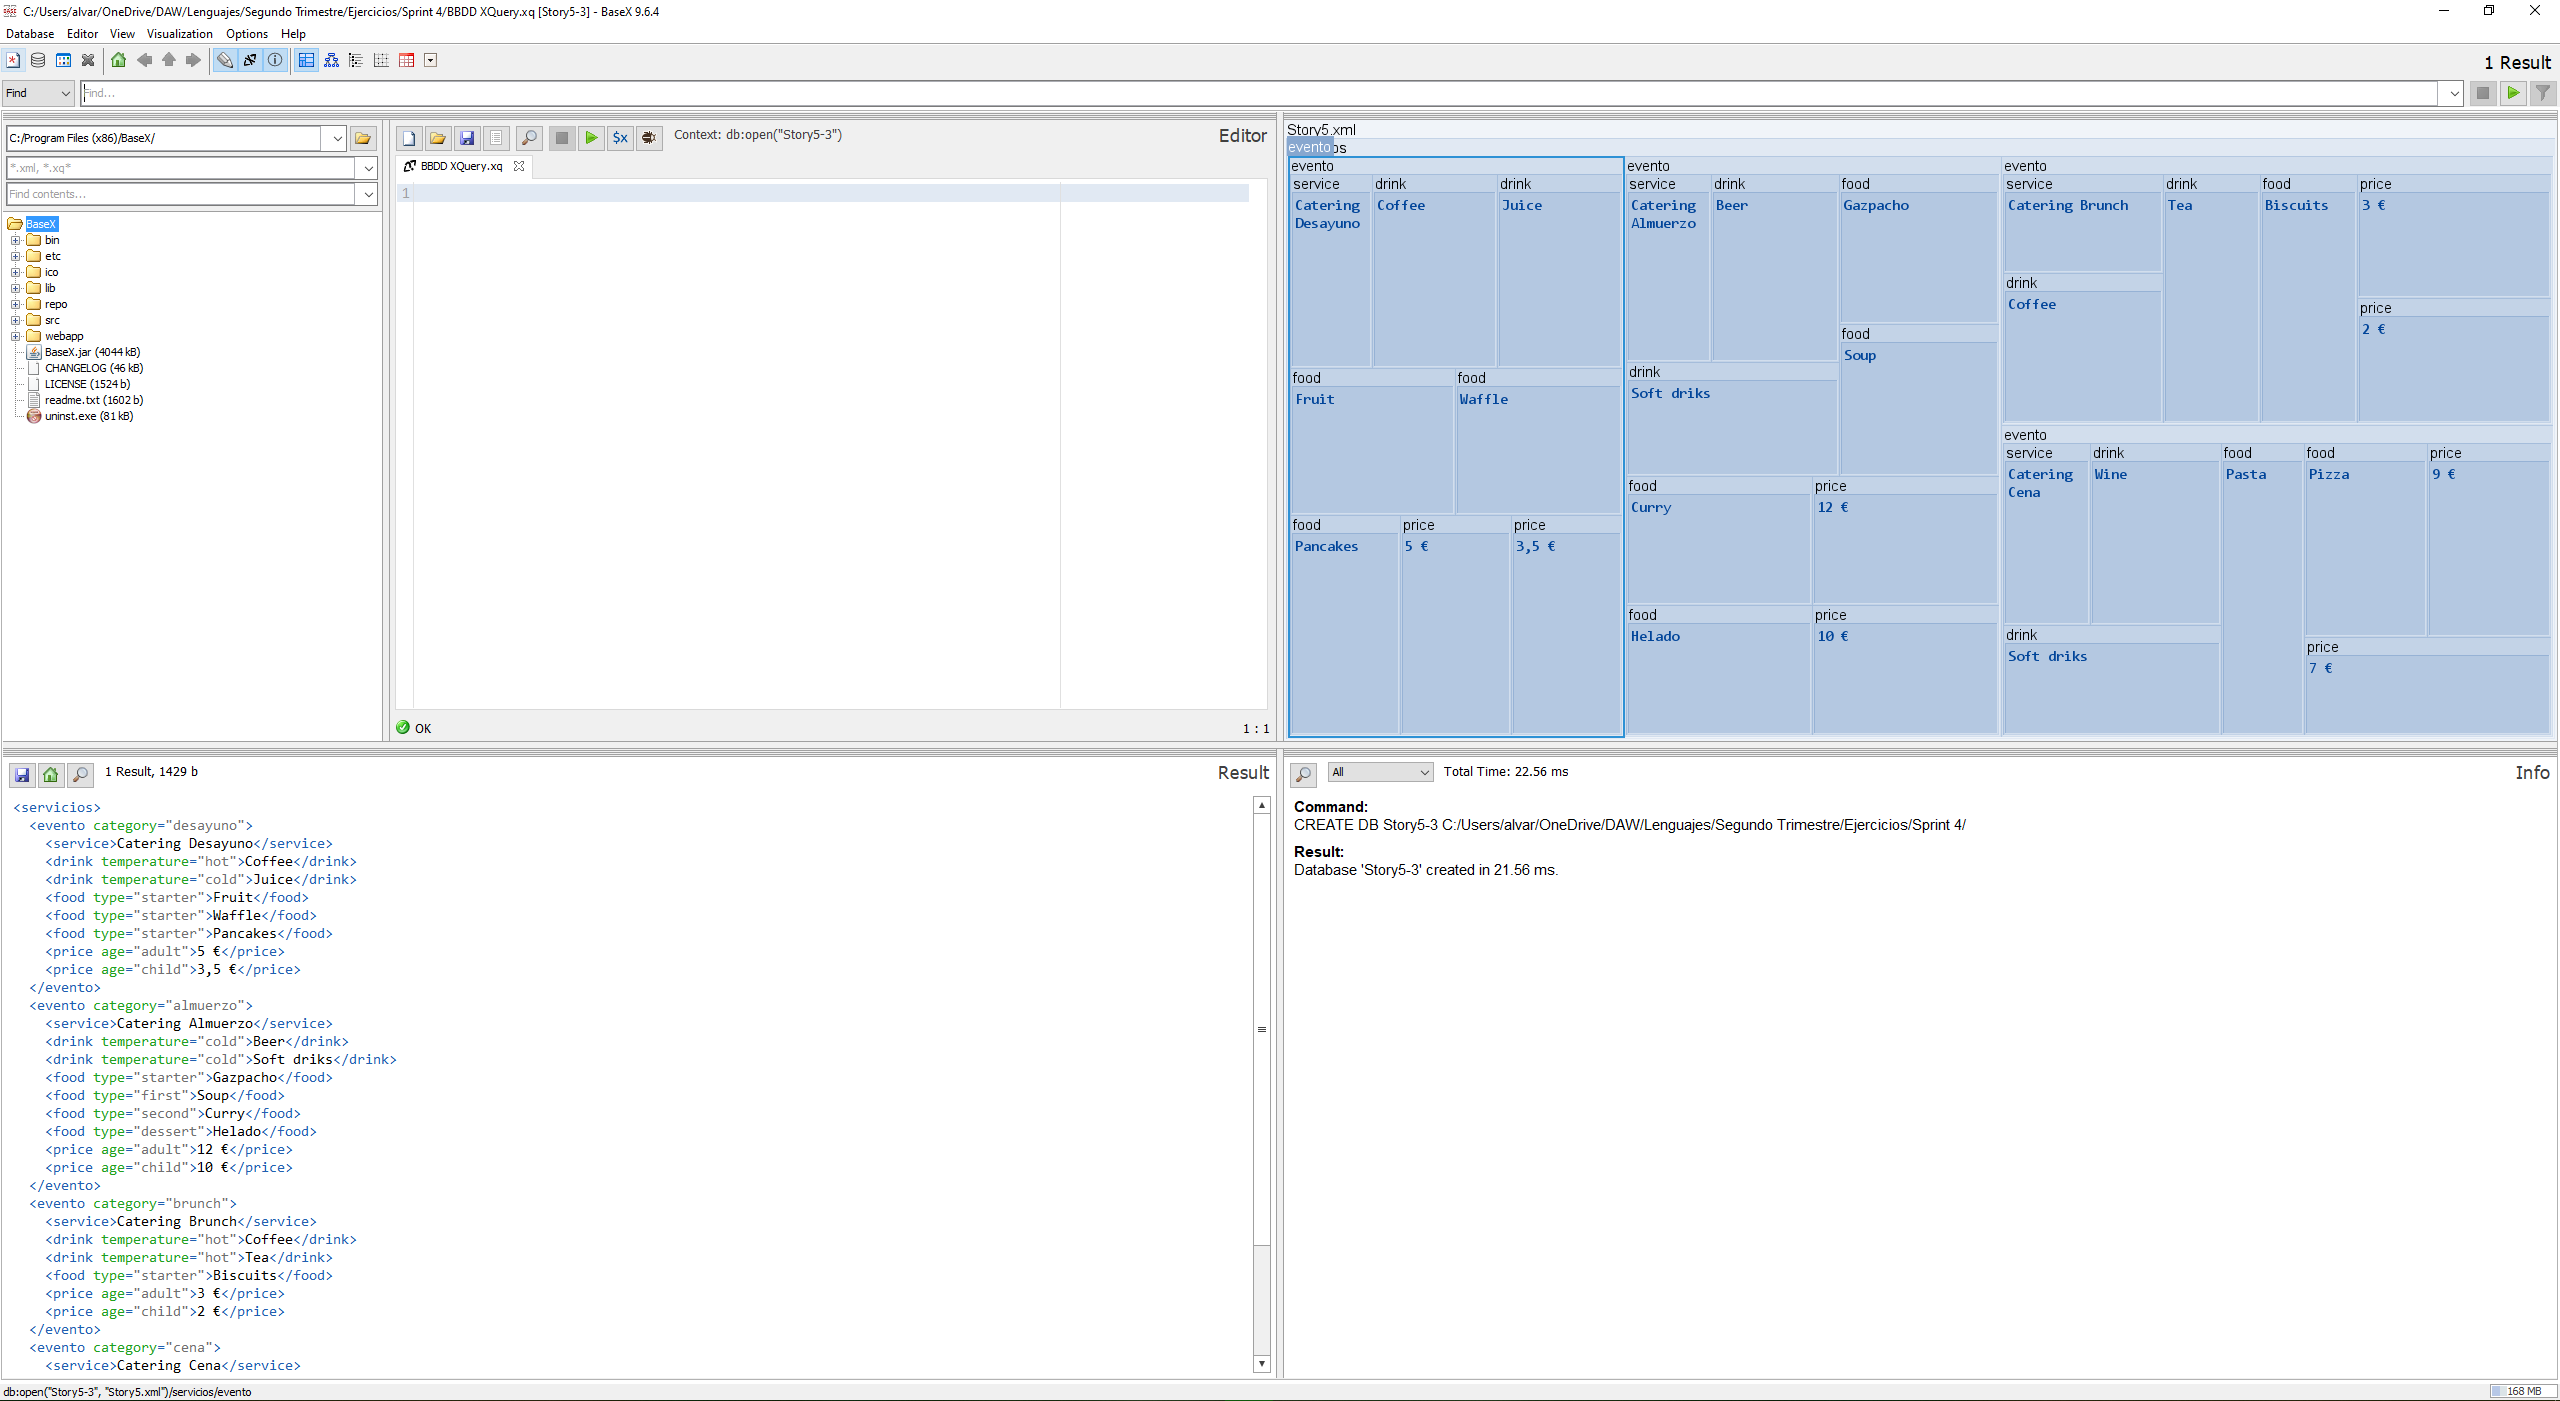 C:/Users/alvar/OneDrive/DAW/Lenguajes/Segundo Trimestre/Ejercicios/Sprint 4/BBDD XQuery.xq [Story5-3] - BaseX 9.6.4
Database Editor View Visualization Options Help
1 Result
Find Find...
C:/Program Files (x86)/BaseX/
*.xml, *.xq*
Find contents...
BaseX
bin
etc
ico
lib
repo
src
webapp
BaseX.jar (4044 kB)
CHANGELOG (46 kB)
LICENSE (1524 b)
readme.txt (1602 b)
uninst.exe (81 kB)
$x Context: db:open("Story5-3") Editor
BBDD XQuery.xq
1
OK 1 : 1
Story5.xml
evento os
evento
service drink drink
Catering Desayuno Coffee Juice
food food
Fruit Waffle
food price price
Pancakes 5 € 3,5 €
evento
service drink food
Catering Almuerzo Beer Gazpacho
food
Soup
drink
Soft driks
food price
Curry 12 €
food price
Helado 10 €
evento
service drink food price
Catering Brunch Tea Biscuits 3 €
drink
Coffee
price
2 €
evento
service drink food food price
Catering Cena Wine Pasta Pizza 9 €
drink
Soft driks
price
7 €
1 Result, 1429 b Result
<servicios>
<evento category="desayuno">
<service>Catering Desayuno</service>
<drink temperature="hot">Coffee</drink>
<drink temperature="cold">Juice</drink>
<food type="starter">Fruit</food>
<food type="starter">Waffle</food>
<food type="starter">Pancakes</food>
<price age="adult">5 €</price>
<price age="child">3,5 €</price>
</evento>
<evento category="almuerzo">
<service>Catering Almuerzo</service>
<drink temperature="cold">Beer</drink>
<drink temperature="cold">Soft driks</drink>
<food type="starter">Gazpacho</food>
<food type="first">Soup</food>
<food type="second">Curry</food>
<food type="dessert">Helado</food>
<price age="adult">12 €</price>
<price age="child">10 €</price>
</evento>
<evento category="brunch">
<service>Catering Brunch</service>
<drink temperature="hot">Coffee</drink>
<drink temperature="hot">Tea</drink>
<food type="starter">Biscuits</food>
<price age="adult">3 €</price>
<price age="child">2 €</price>
</evento>
<evento category="cena">
<service>Catering Cena</service>
All Total Time: 22.56 ms Info
Command:
CREATE DB Story5-3 C:/Users/alvar/OneDrive/DAW/Lenguajes/Segundo Trimestre/Ejercicios/Sprint 4/
Result:
Database 'Story5-3' created in 21.56 ms.
db:open("Story5-3", "Story5.xml")/servicios/evento
168 MB